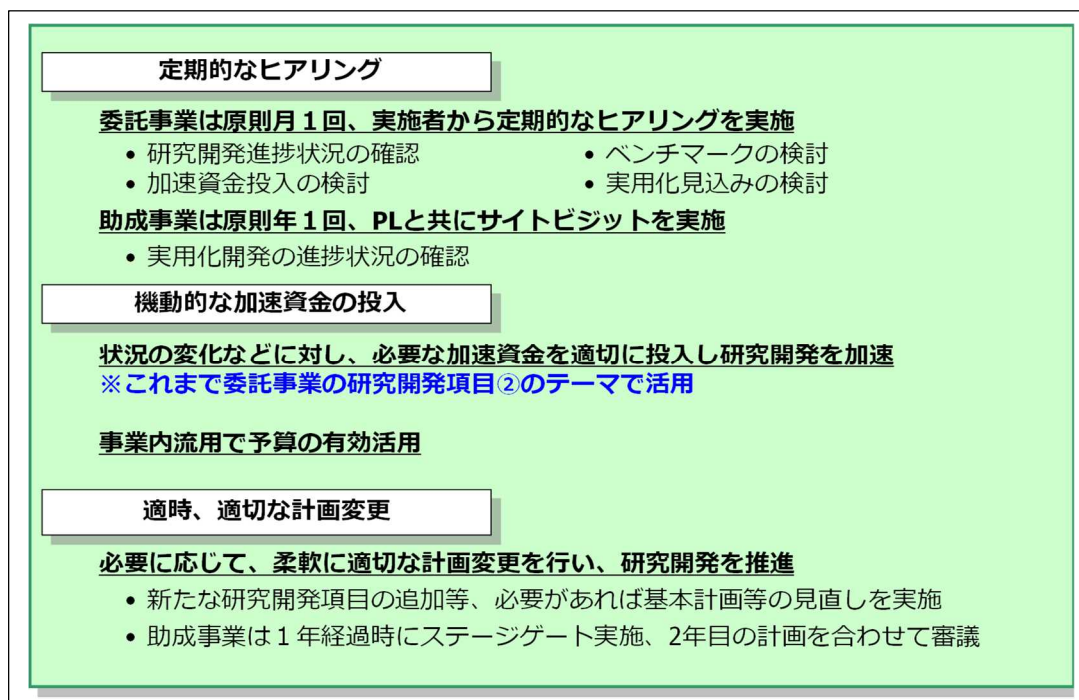 定期的なヒアリング
委託事業は原則月１回、実施者から定期的なヒアリングを実施
• 研究開発進捗状況の確認
• ベンチマークの検討
• 加速資金投入の検討
• 実用化見込みの検討
助成事業は原則年１回、PLと共にサイトビジットを実施
• 実用化開発の進捗状況の確認
機動的な加速資金の投入
状況の変化などに対し、必要な加速資金を適切に投入し研究開発を加速
※これまで委託事業の研究開発項目②のテーマで活用
事業内流用で予算の有効活用
適時、適切な計画変更
必要に応じて、柔軟に適切な計画変更を行い、研究開発を推進
• 新たな研究開発項目の追加等、必要があれば基本計画等の見直しを実施
• 助成事業は１年経過時にステージゲート実施、2年目の計画を合わせて審議